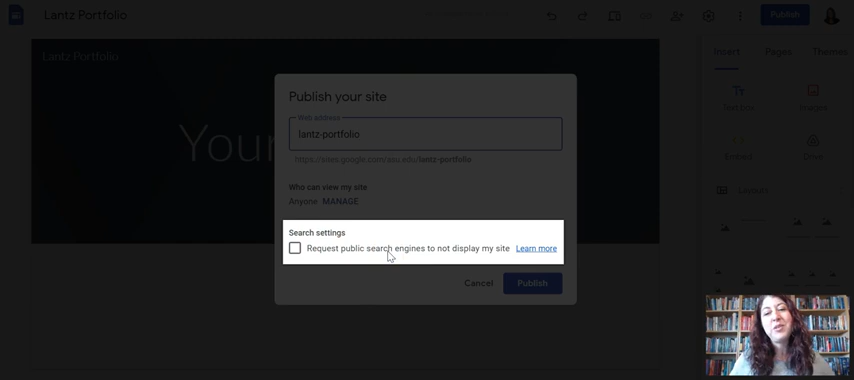 Lantz Portfolio
Publish
Lantz Portfolio
Insert
Pages
Themes
Your
Publish your site
Web address
lantz-portfolio
https://sites.google.com/asu.edu/lantz-portfolio
Who can view my site
Anyone MANAGE
Search settings
Request public search engines to not display my site Learn more
Cancel
Publish
Text box
Images
Embed
Drive
Layouts